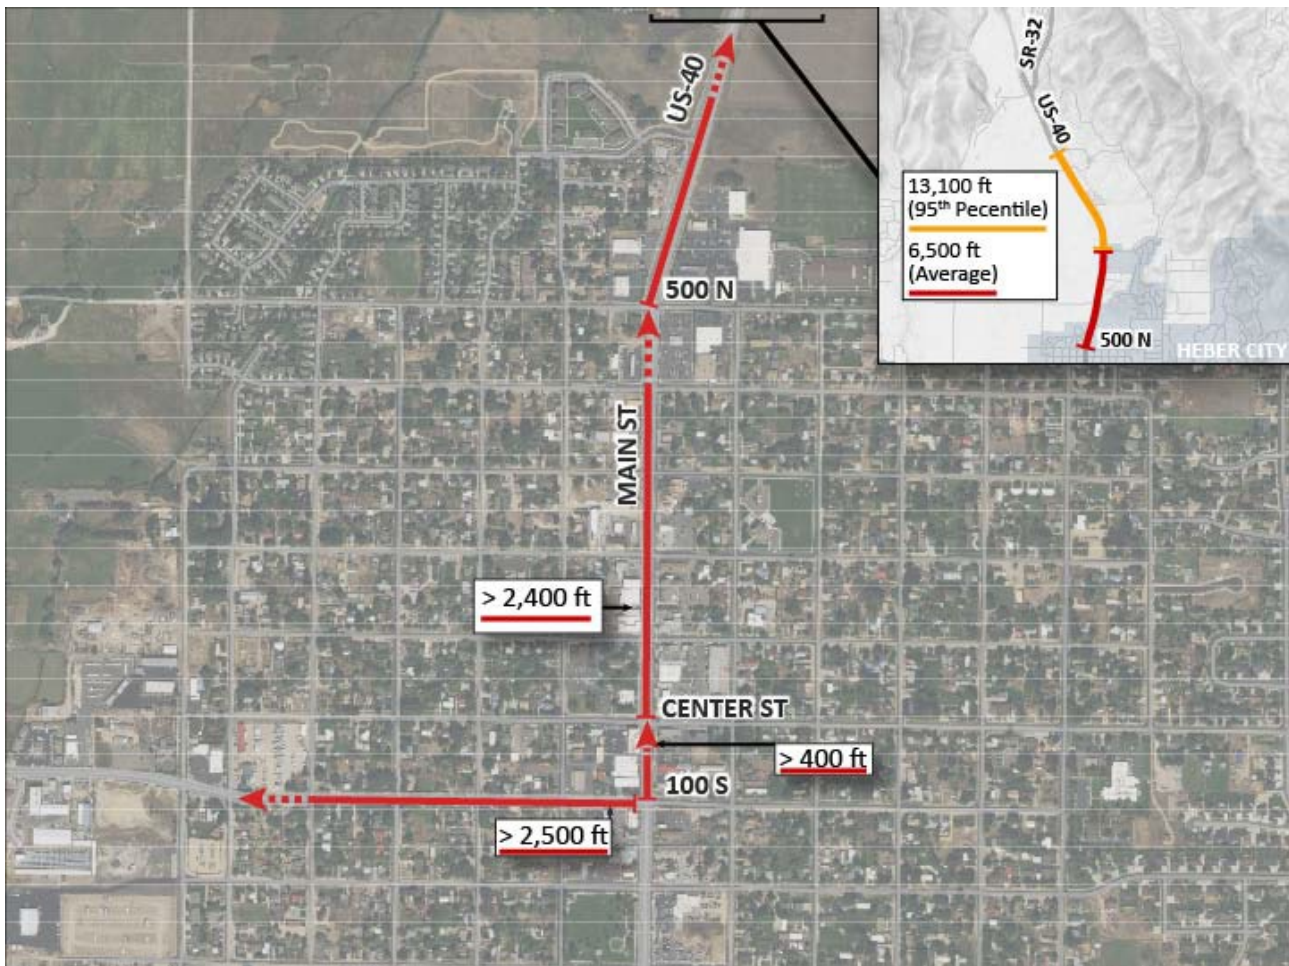 SR-32
US-40
US-40
13,100 ft
(95th Pecentile)
6,500 ft
(Average)
500 N
500 N
HEBER CITY
MAIN ST
> 2,400 ft
CENTER ST
> 400 ft
100 S
> 2,500 ft